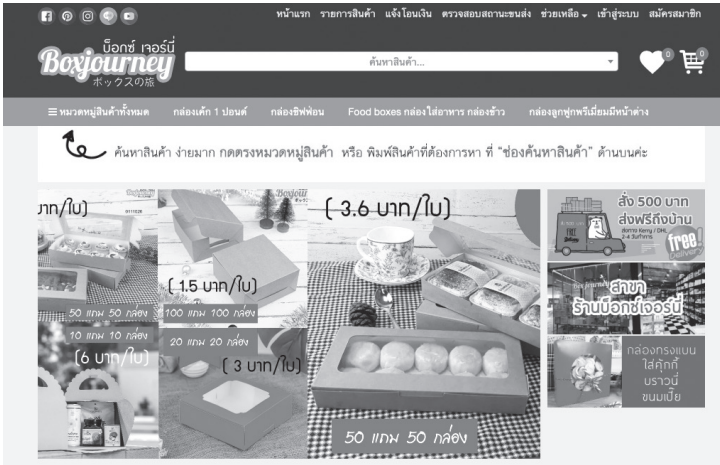 หน้าแรก รายการสินค้า แจ้งโอนเงิน ตรวจสอบสถานะขนส่ง ช่วยเหลือ เข้าสู่ระบบ สมัครสมาชิก
บ็อกซ์ เจอร์นี่
Boxjourney
ボックスの旅
ค้นหาสินค้า...
0
0
หมวดหมู่สินค้าทั้งหมด กล่องเค้ก 1 ปอนด์ กล่องชิฟฟ่อน Food boxes กล่องใส่อาหาร กล่องข้าว กล่องลูกฟูกพรีเมี่ยมมีหน้าต่าง
ค้นหาสินค้า ง่ายมาก กดตรงหมวดหมู่สินค้า หรือ พิมพ์สินค้าที่ต้องการหา ที่ "ช่องค้นหาสินค้า" ด้านบนค่ะ
บาท/ใบ)
50 แถม 50 กล่อง
(1.5 บาท/ใบ)
100 แถม 100 กล่อง
10 แถม 10 กล่อง
(6 บาท/ใบ)
20 แถม 20 กล่อง
(3 บาท/ใบ)
(3.6 บาท/ใบ)
50 แถม 50 กล่อง
สั่ง 500 บาท
ส่งฟรีถึงบ้าน
ส่งทาง Kerry / DHL
2-4 วันทำการ
free!
สาขา
ร้านบ็อกซ์เจอร์นี่
กล่องทรงแบน
ใส่คุ้กกี้
บราวนี่
ขนมเปี๊ย